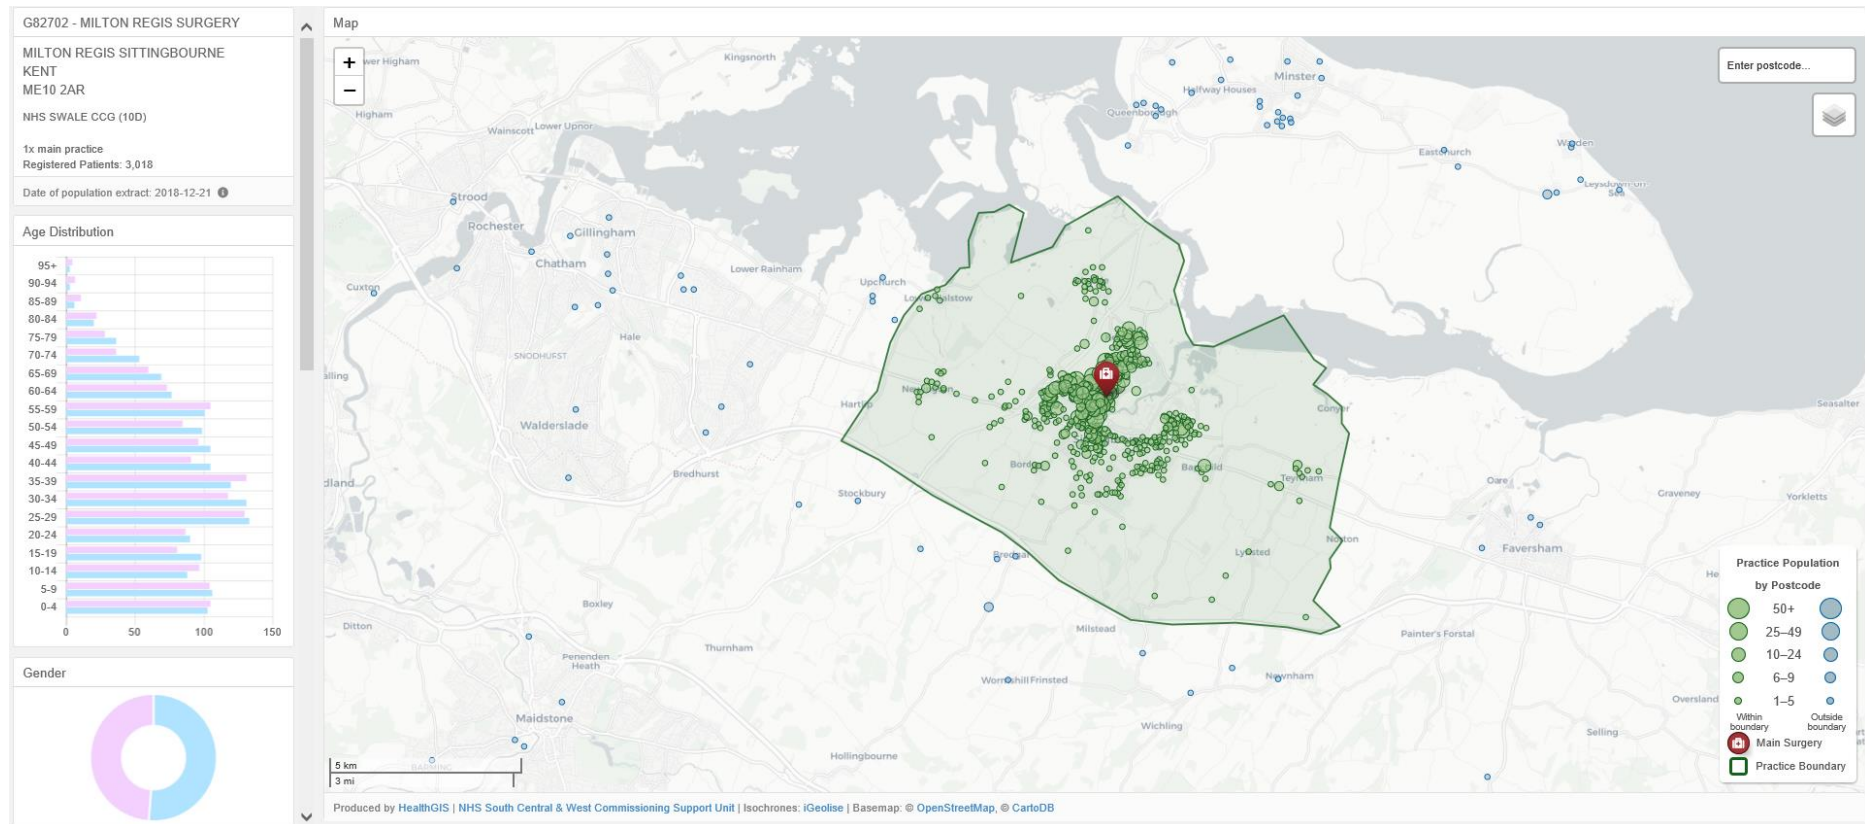 G82702 - MILTON REGIS SURGERY
MILTON REGIS SITTINGBOURNE
KENT
ME10 2AR
NHS SWALE CCG (10D)
1x main practice
Registered Patients: 3,018
Date of population extract: 2018-12-21
Age Distribution
95+
90-94
85-89
80-84
75-79
70-74
65-69
60-64
55-59
50-54
45-49
40-44
35-39
30-34
25-29
20-24
15-19
10-14
5-9
0-4
0 50 100 150
Gender
Map
+
−
Enter postcode...
Kingsnorth
Higham
Wainscott
Lower Upnor
Strood
Rochester
Gillingham
Chatham
Lower Rainham
Cuxton
Upchurch
Hale
SNODHURST
Walderslade
Bredhurst
Hartlip
Stockbury
Boxley
Ditton
Thurnham
Penenden
Heath
Maidstone
BARMING
Hollingbourne
Minster
Halfway Houses
Queenborough
Eastchurch
Warden
Leysdown-on-
Sea
Conyer
Teynham
Lynsted
Norton
Bredgar
Milstead
Wormshill
Frinsted
Newnham
Wichling
Oare
Faversham
Graveney
Yorkletts
Seasalter
Painter's Forstal
Selling
Practice Population
by Postcode
50+
25–49
10–24
6–9
1–5
Within
boundary
Outside
boundary
Main Surgery
Practice Boundary
5 km
3 mi
Produced by HealthGIS | NHS South Central & West Commissioning Support Unit | Isochrones: iGeolise | Basemap: © OpenStreetMap, © CartoDB